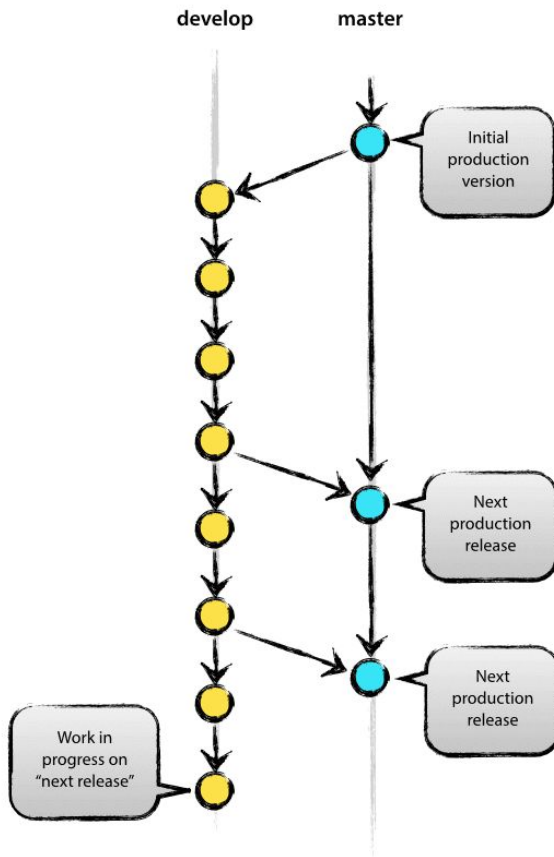 develop
master
Initial
production
version
Next
production
release
Next
production
release
Work in
progress on
“next release”